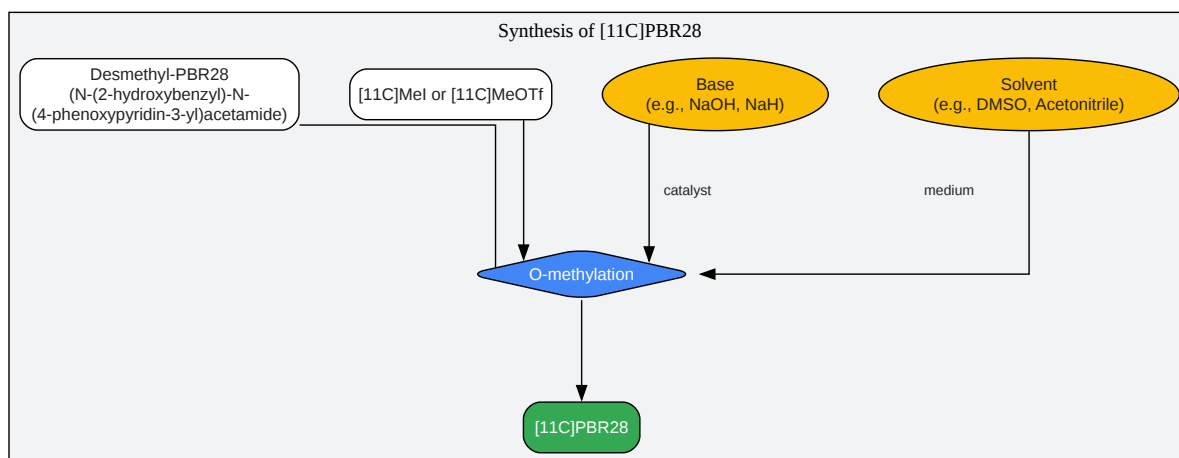 Synthesis of [11C]PBR28
Desmethyl-PBR28
(N-(2-hydroxybenzyl)-N-
(4-phenoxypyridin-3-yl)acetamide)
[11C]MeI or [11C]MeOTf
Base
(e.g., NaOH, NaH)
Solvent
(e.g., DMSO, Acetonitrile)
catalyst
medium
O-methylation
[11C]PBR28